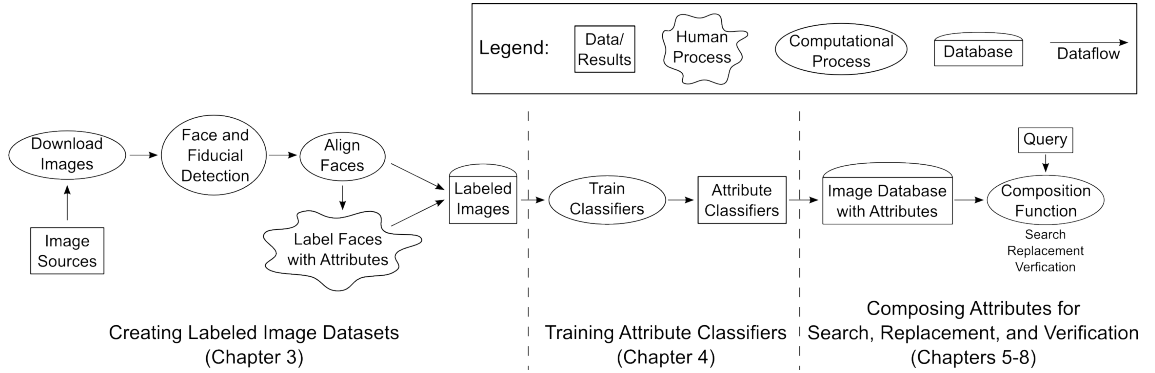 Legend:
Data/
Results
Human
Process
Computational
Process
Database
Dataflow
Download
Images
Face and
Fiducial
Detection
Align
Faces
Image
Sources
Label Faces
with Attributes
Labeled
Images
Train
Classifiers
Attribute
Classifiers
Image Database
with Attributes
Query
Composition
Function
Search
Replacement
Verfication
Creating Labeled Image Datasets
(Chapter 3)
Training Attribute Classifiers
(Chapter 4)
Composing Attributes for
Search, Replacement, and Verification
(Chapters 5-8)